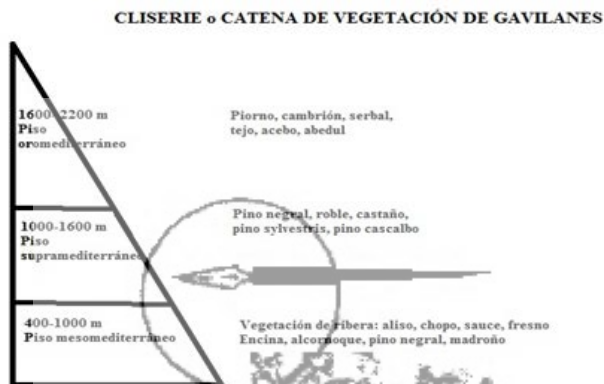 CLISERIE o CATENA DE VEGETACIÓN DE GAVILANES
1600-2200 m
Piso
oromediterráneo
Piorno, cambrión, serbal,
tejo, acebo, abedul
1000-1600 m
Piso
supramediterráneo
Pino negral, roble, castaño,
pino sylvestris, pino cascalbo
400-1000 m
Piso mesomediterráneo
Vegetación de ribera: aliso, chopo, sauce, fresno
Encina, alcornoque, pino negral, madroño